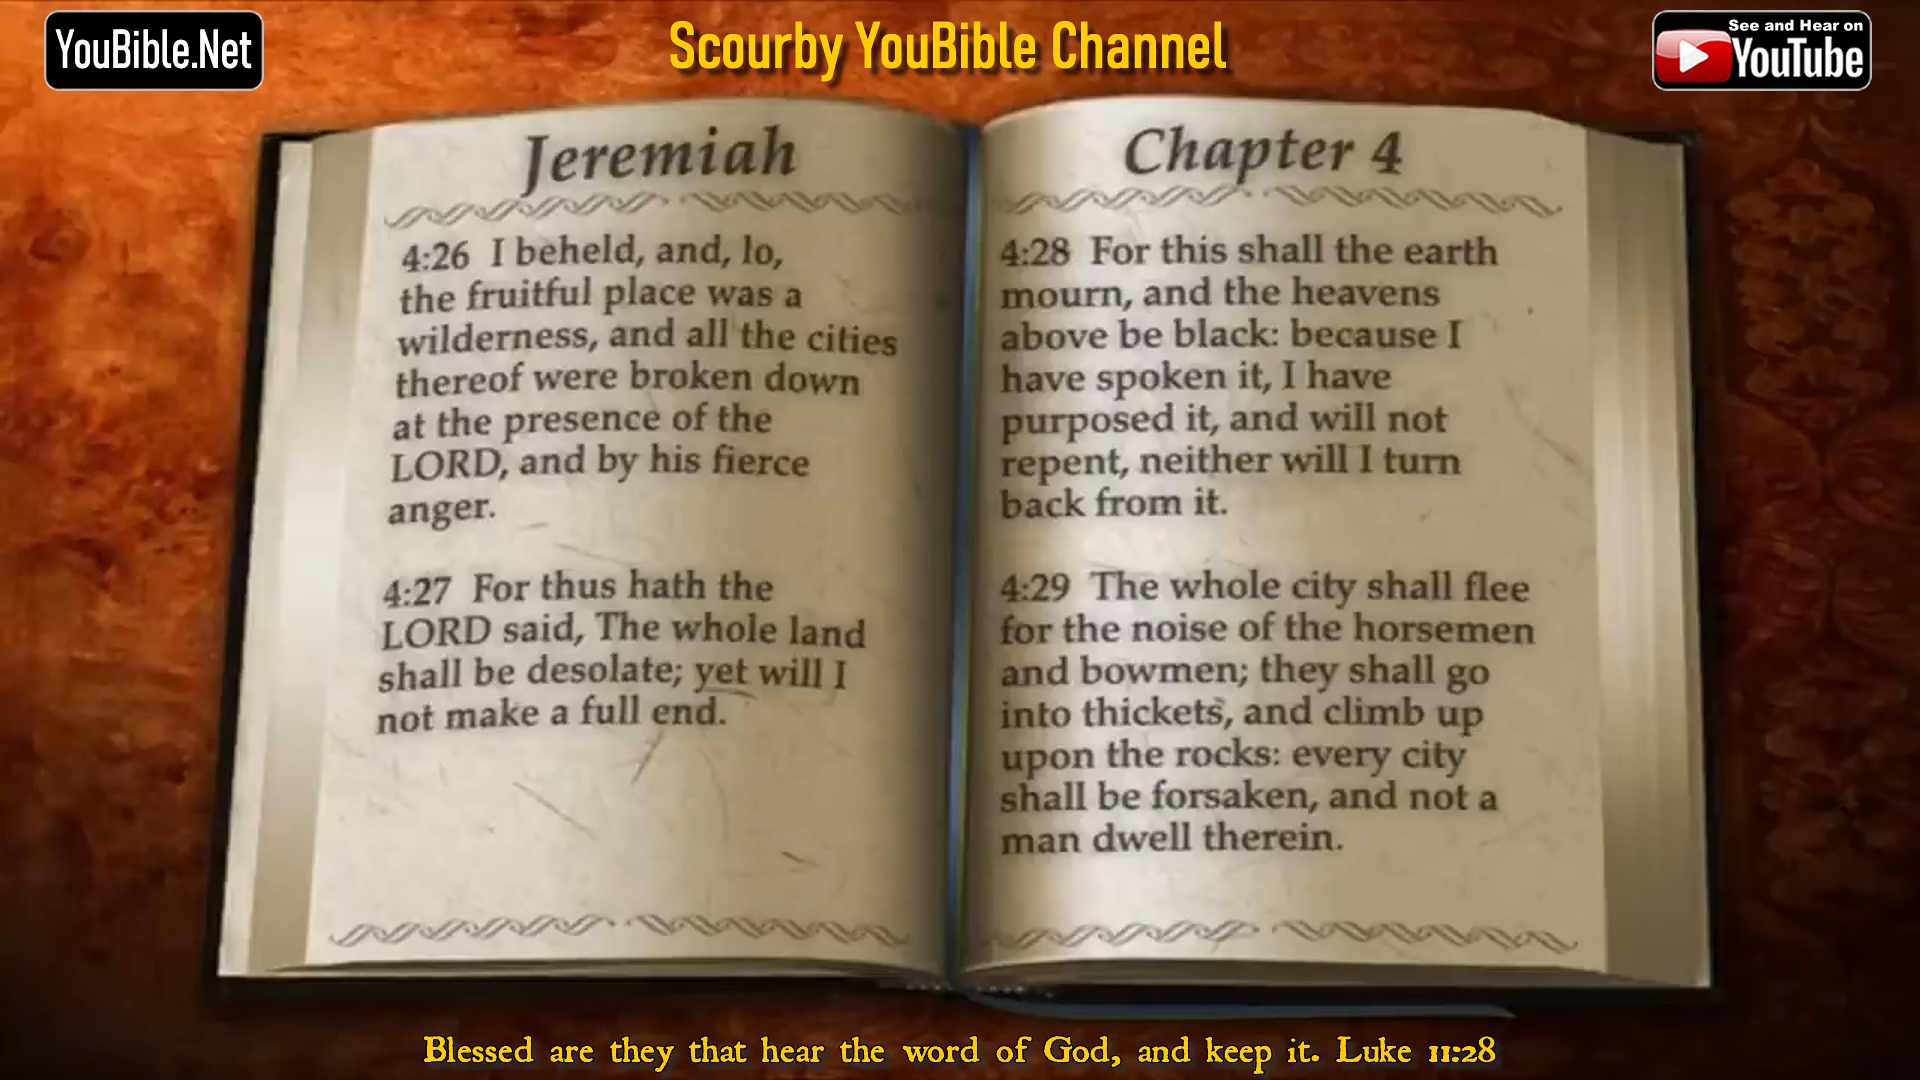 YouBible.Net
Scourby YouBible Channel
See and Hear on
YouTube
Jeremiah
4:26 I beheld, and, lo,
the fruitful place was a
wilderness, and all the cities
thereof were broken down
at the presence of the
LORD, and by his fierce
anger.
4:27 For thus hath the
LORD said, The whole land
shall be desolate; yet will I
not make a full end.
Chapter 4
4:28 For this shall the earth
mourn, and the heavens
above be black: because I
have spoken it, I have
purposed it, and will not
repent, neither will I turn
back from it.
4:29 The whole city shall flee
for the noise of the horsemen
and bowmen; they shall go
into thickets, and climb up
upon the rocks: every city
shall be forsaken, and not a
man dwell therein.
Blessed are they that hear the word of God, and keep it. Luke 11:28